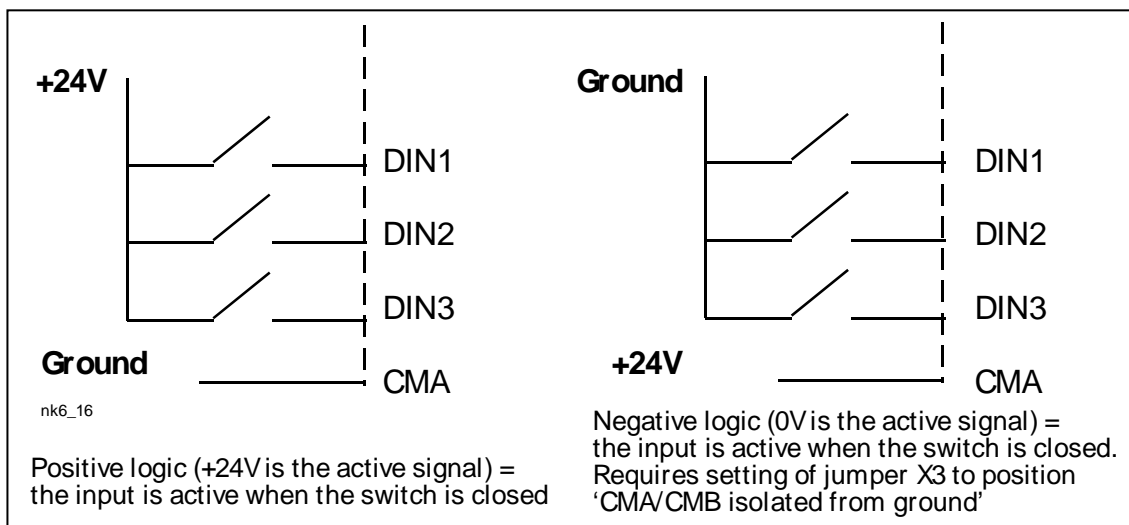 +24V
DIN1
DIN2
DIN3
Ground
CMA
nk6_16
Positive logic (+24V is the active signal) =
the input is active when the switch is closed
Ground
DIN1
DIN2
DIN3
+24V
CMA
Negative logic (0V is the active signal) =
the input is active when the switch is closed.
Requires setting of jumper X3 to position
‘CMA/CMB isolated from ground’